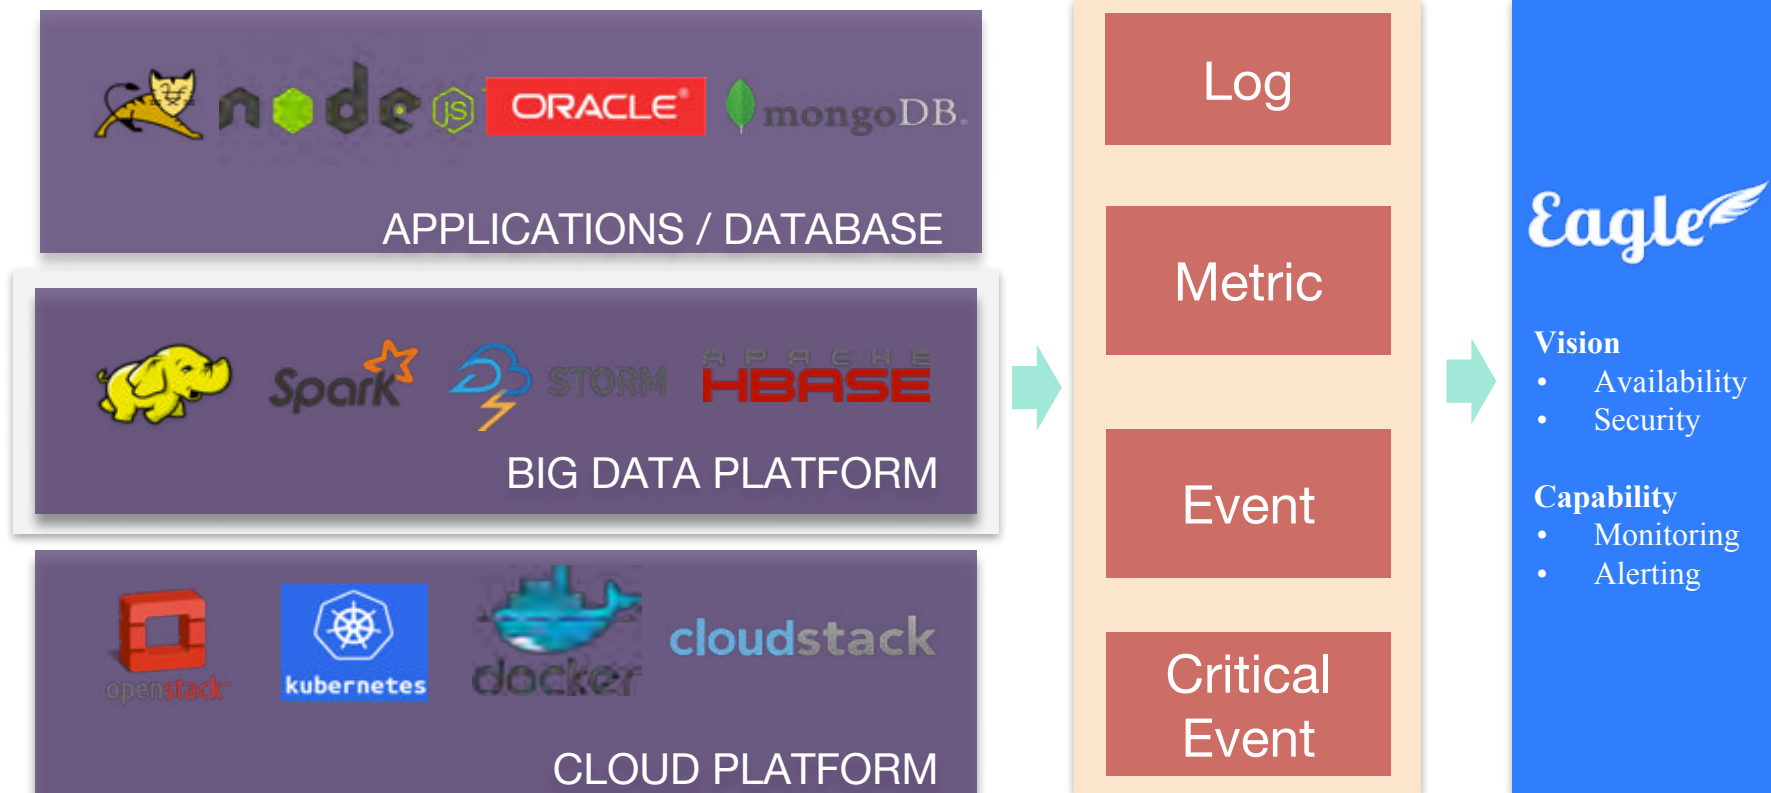 node JS
ORACLE®
mongoDB.
APPLICATIONS / DATABASE
Spark
STORM
APACHE
HBASE
BIG DATA PLATFORM
openstack™
kubernetes
docker
cloudstack
CLOUD PLATFORM
Log
Metric
Event
Critical
Event
Eagle
Vision
• Availability
• Security
Capability
• Monitoring
• Alerting